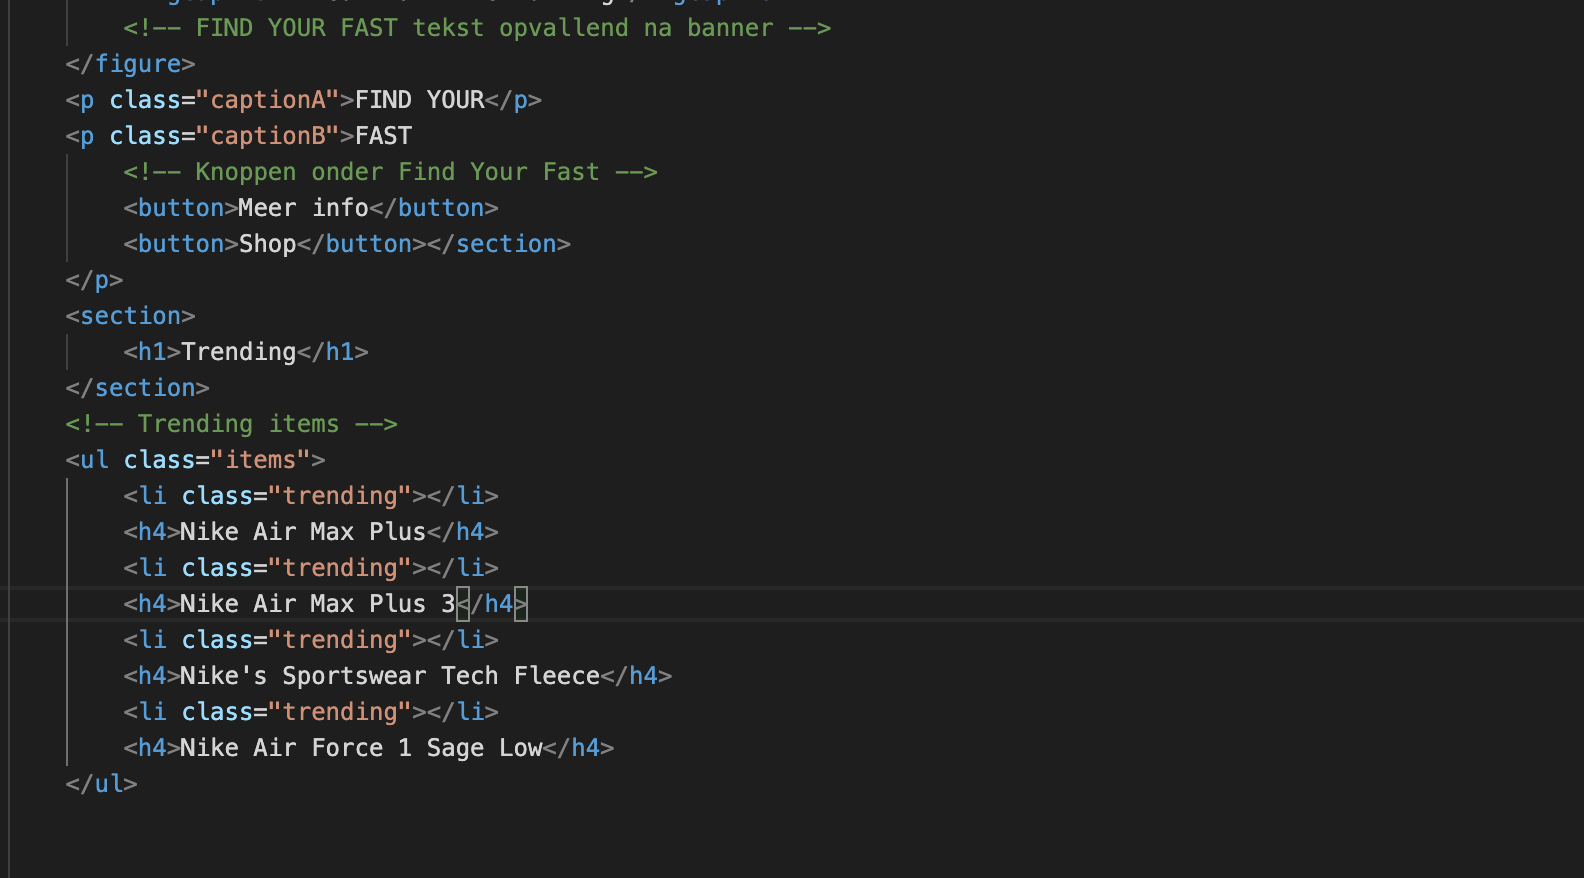 <!-- FIND YOUR FAST tekst opvallend na banner -->
</figure>
<p class="captionA">FIND YOUR</p>
<p class="captionB">FAST
<!-- Knoppen onder Find Your Fast -->
<button>Meer info</button>
<button>Shop</button></section>
</p>
<section>
<h1>Trending</h1>
</section>
<!-- Trending items -->
<ul class="items">
<li class="trending"></li>
<h4>Nike Air Max Plus</h4>
<li class="trending"></li>
<h4>Nike Air Max Plus 3</h4>
<li class="trending"></li>
<h4>Nike's Sportswear Tech Fleece</h4>
<li class="trending"></li>
<h4>Nike Air Force 1 Sage Low</h4>
</ul>